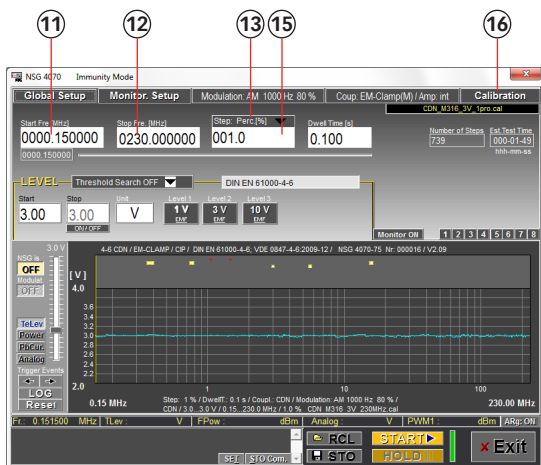 11 12 13 15 16
NSG 4070 Immunity Mode
Global Setup Monitor. Setup Modulation: AM 1000 Hz 80 % Coup: EM-Clamp(M) / Amp: int Calibration
CDN_M316_3V_1pro.cal
Start Fre.[MHz] Stop Fre. [MHz] Step: Perc.[%] Dwell Time [s] Number of Steps Est.Test Time
0000.150000 0230.000000 001.0 0.100 739 000-01-49
0000.150000 hhh-mm-ss
LEVEL Threshold Search OFF DIN EN 61000-4-6
Start Stop Unit Level 1 Level 2 Level 3
3.00 3.00 V 1 V 3 V 10 V
ON / OFF EMF EMF EMF
Monitor ON 1 2 3 4 5 6 7 8
3.0 V 4-6 CDN / EM-CLAMP / CIP / DIN EN 61000-4-6; VDE 0847-4-6:2009-12 / NSG 4070-75 Nr: 000016 / V2.09
NSG is
OFF
Modulat.
OFF
[ V ]
4.0
3.6
3.4
3.2
3.0
2.8
2.6
2.4
2.2
2.0
TeLev
Power
PbCur.
Analog
Trigger Events
LOG
Reset
1 10 100
0.15 MHz Step: 1 % / DwellT.: 0.1 s / Coupl.: CDN / Modulation: AM 1000 Hz 80 % / 230.00 MHz
CDN / 3.0...3.0 V / 0.15...230.0 MHz / 1.0 % CDN M316 3V 230MHz.cal
Fr.: 0.151500 MHz TLev : V FPow : dBm Analog : V PWM1 : dBm ARg: ON
SET STO Com.
RCL START
STO HOLD
Exit